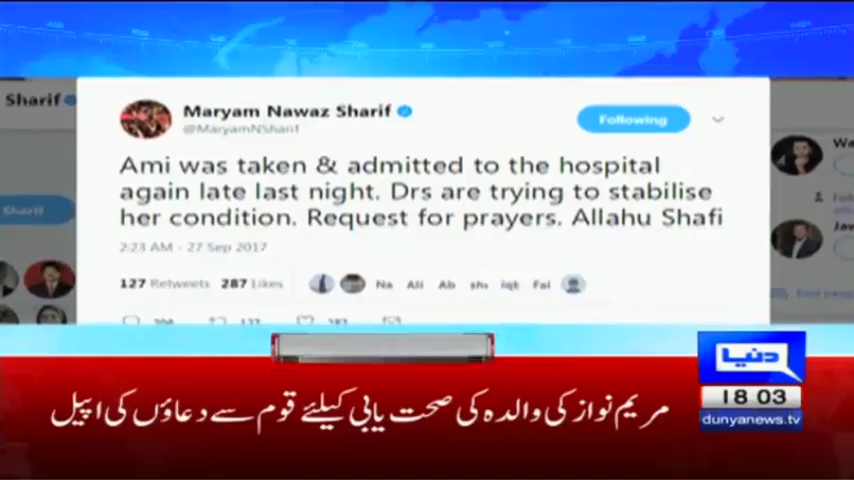 Sharif
Maryam Nawaz Sharif
@MaryamNSharif
Following
Ami was taken & admitted to the hospital
again late last night. Drs are trying to stabilise
her condition. Request for prayers. Allahu Shafi
2:23 AM - 27 Sep 2017
127 Retweets 287 Likes
Na Ali Ab shs Iqt Fai
Sharif
Wa
Jaw
مریم نواز کی والدہ کی صحت یابی کیلئے قوم سے دعاؤں کی اپیل
دنیا
18 03
dunyanews.tv